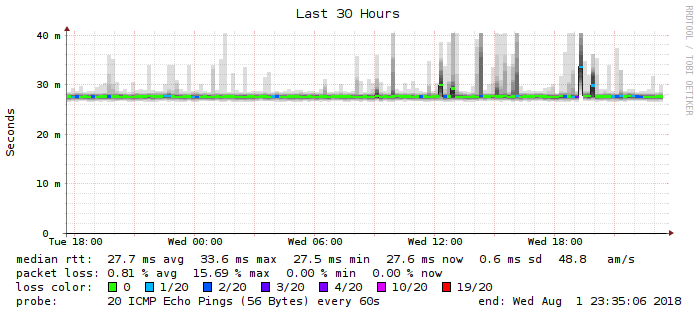 Last 30 Hours
RRDTOOL / TOBI OETIKER
Seconds
40 m
30 m
20 m
10 m
0
Tue 18:00 Wed 00:00 Wed 06:00 Wed 12:00 Wed 18:00
median rtt: 27.7 ms avg 33.6 ms max 27.5 ms min 27.6 ms now 0.6 ms sd 48.8 am/s
packet loss: 0.81 % avg 15.69 % max 0.00 % min 0.00 % now
loss color: 0 1/20 2/20 3/20 4/20 10/20 19/20
probe: 20 ICMP Echo Pings (56 Bytes) every 60s end: Wed Aug 1 23:35:06 2018